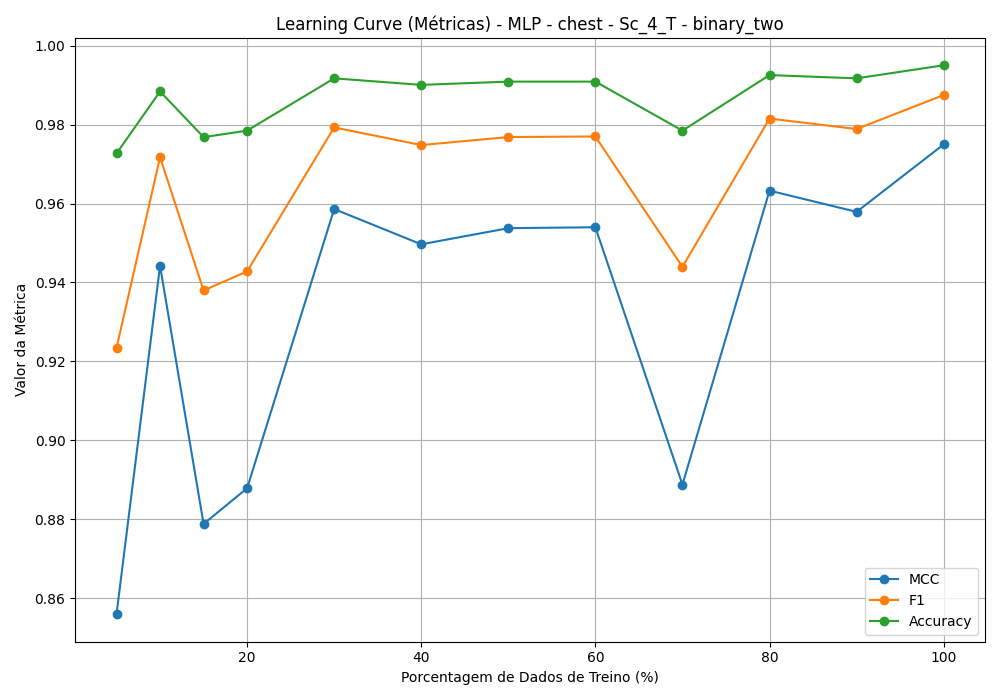 Learning Curve (Métricas) - MLP - chest - Sc_4_T - binary_two
1.00
0.98
0.96
0.94
0.92
0.90
0.88
0.86
Valor da Métrica
20
40
60
80
100
Porcentagem de Dados de Treino (%)
MCC
F1
Accuracy